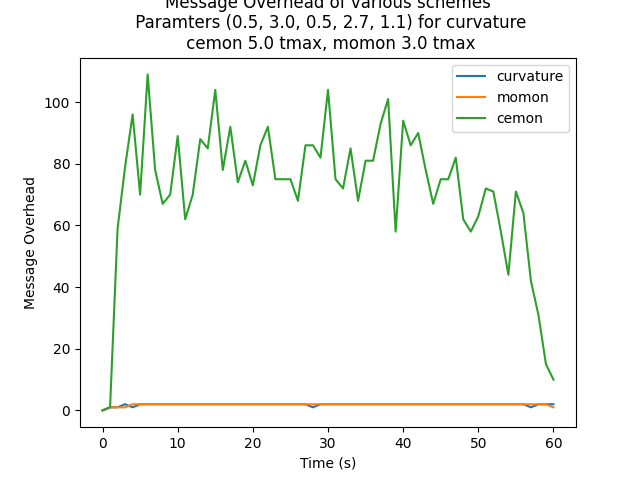 Message Overhead of Various schemes
Paramters (0.5, 3.0, 0.5, 2.7, 1.1) for curvature
cemon 5.0 tmax, momon 3.0 tmax
curvature
momon
cemon
Message Overhead
100
80
60
40
20
0
0 10 20 30 40 50 60
Time (s)